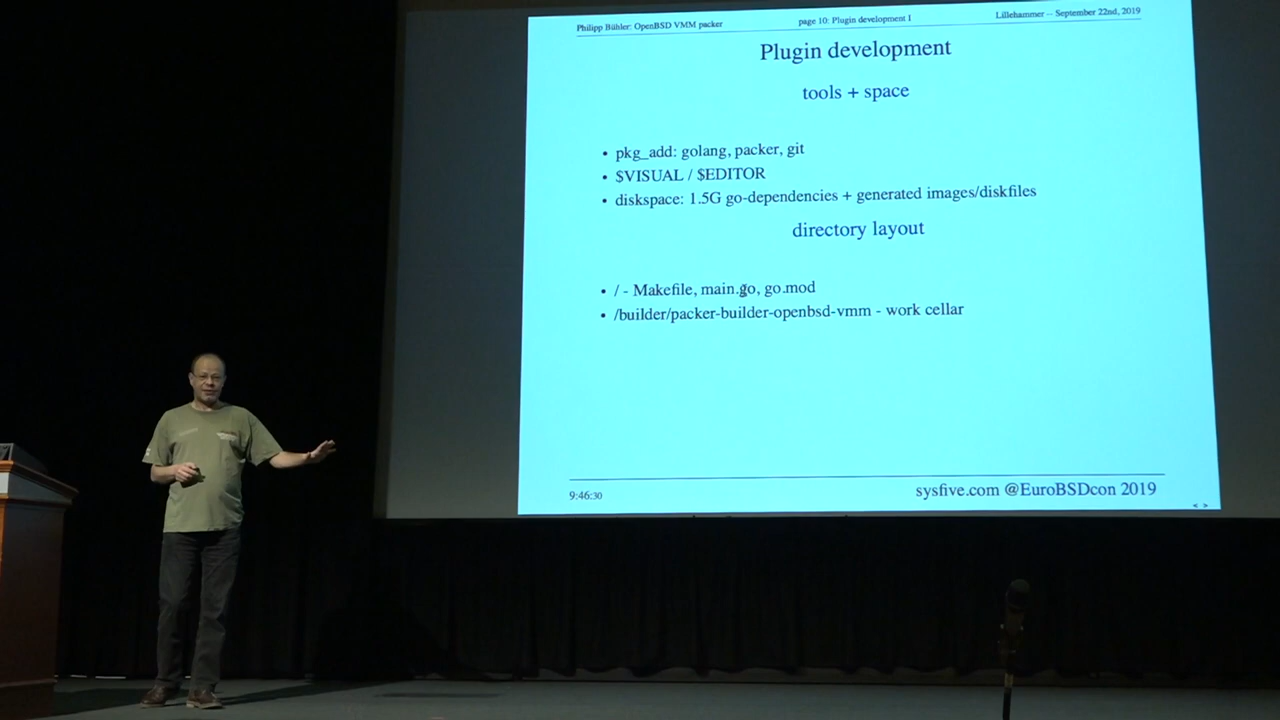 Philipp Bühler: OpenBSD VMM packer
page 10: Plugin development I
Lillehammer -- September 22nd, 2019
Plugin development
tools + space
• pkg_add: golang, packer, git
• $VISUAL / $EDITOR
• diskspace: 1.5G go-dependencies + generated images/diskfiles
directory layout
• / - Makefile, main.go, go.mod
• /builder/packer-builder-openbsd-vmm - work cellar
9:46:30
sysfive.com @EuroBSDcon 2019
< >